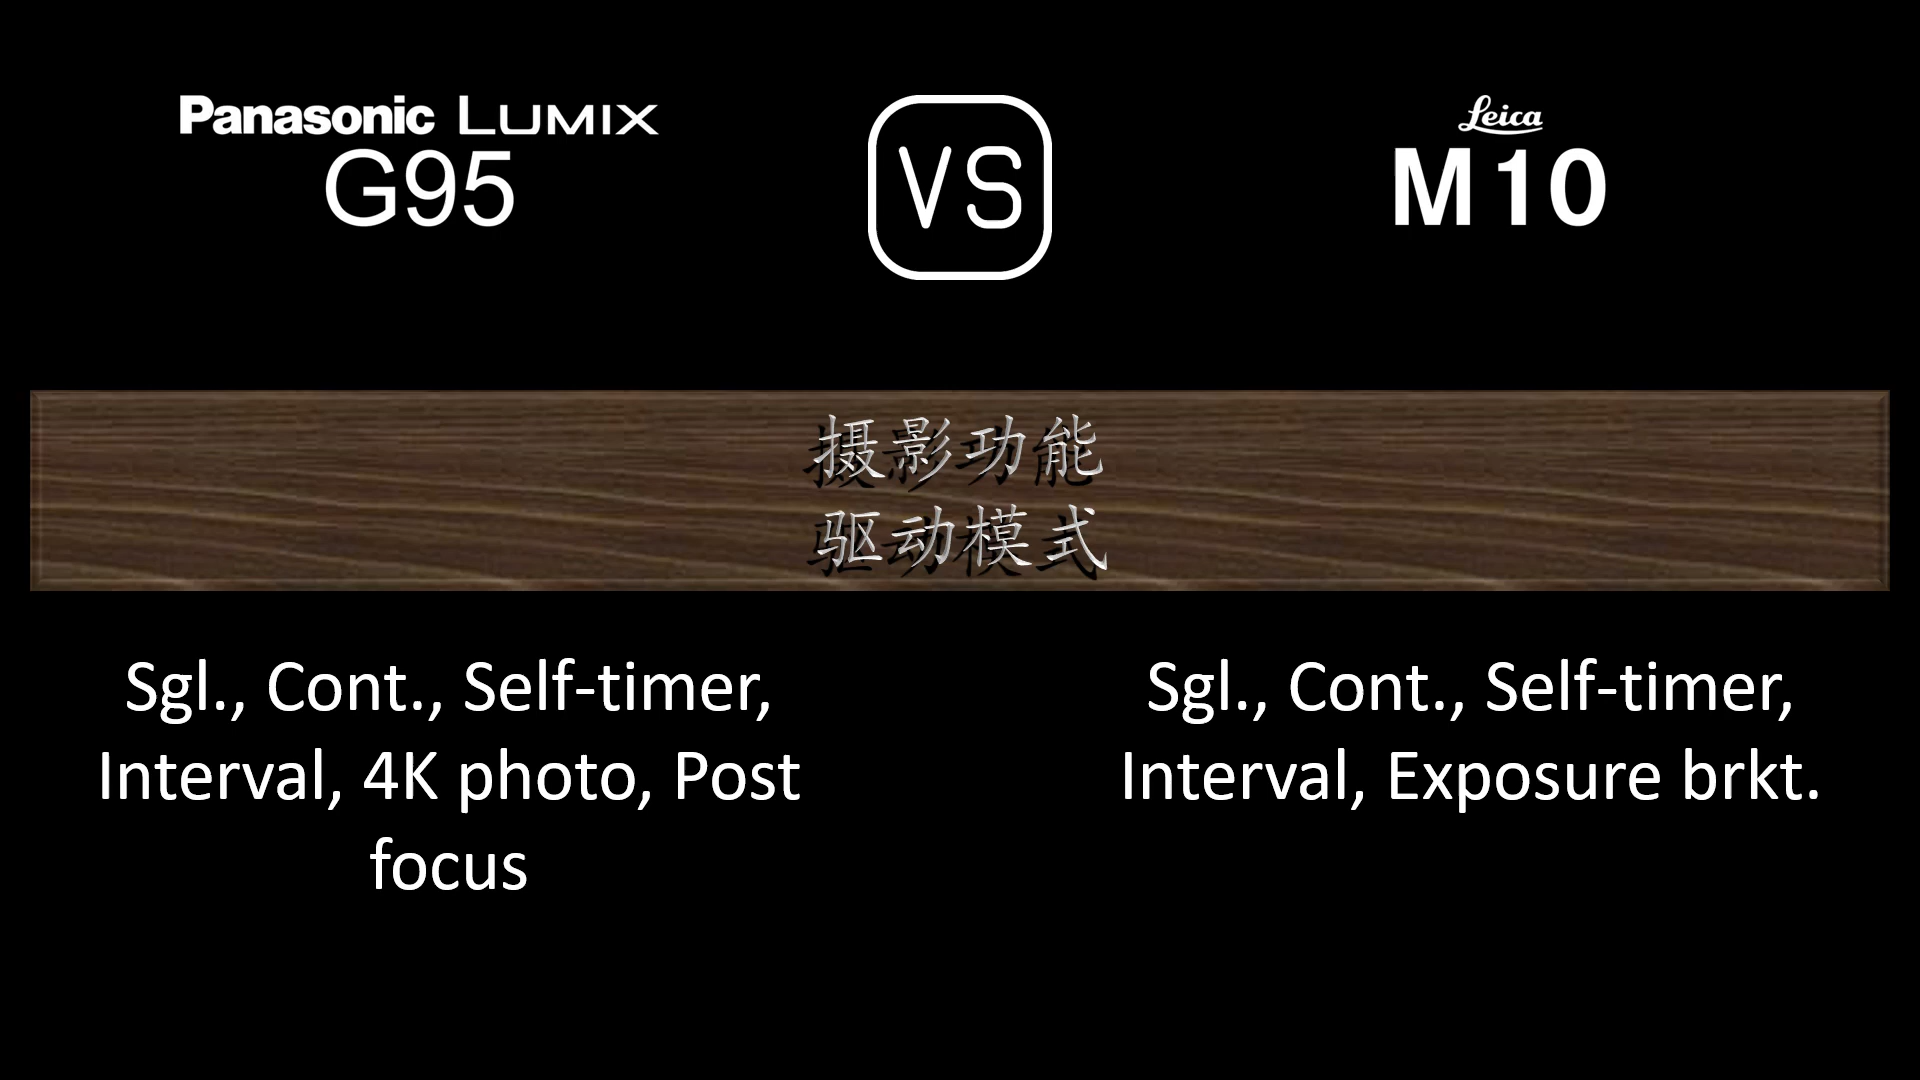 Panasonic LUMIX
G95
VS
Leica
M10
摄影功能
驱动模式
Sgl., Cont., Self-timer,
Interval, 4K photo, Post
focus
Sgl., Cont., Self-timer,
Interval, Exposure brkt.